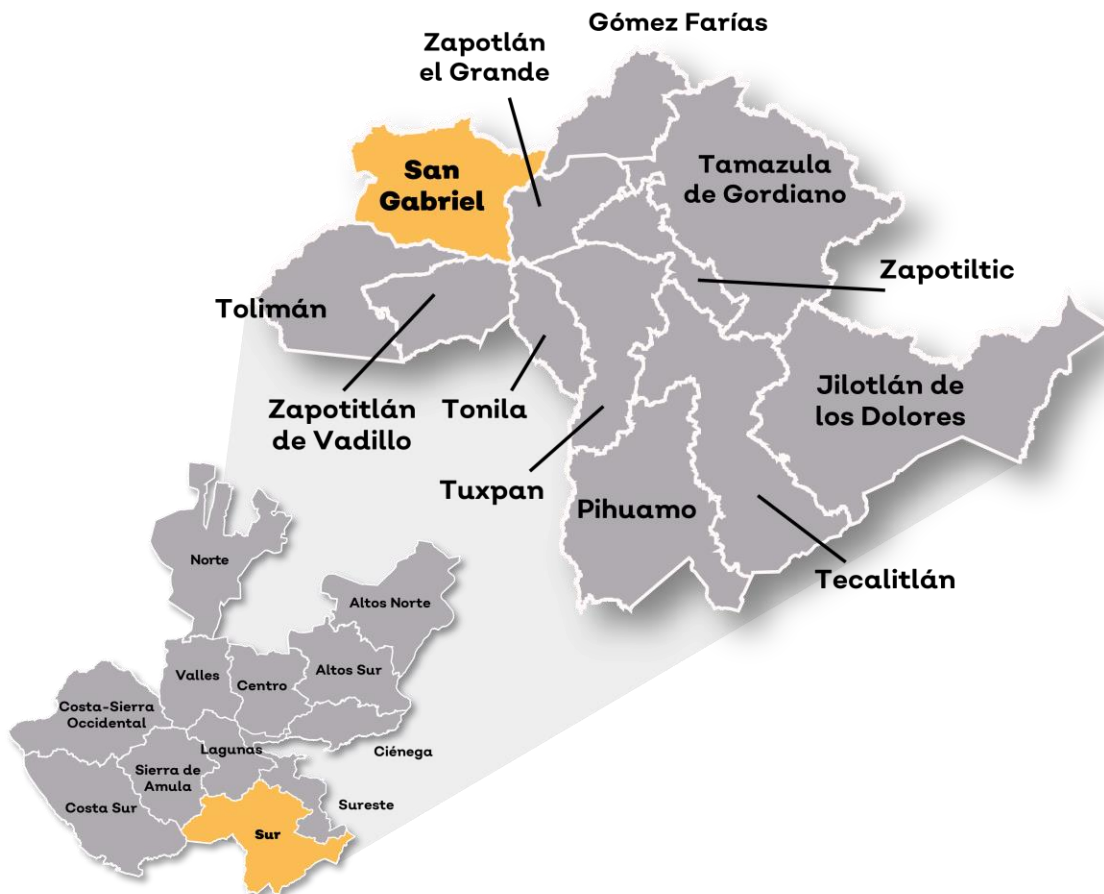 Gómez Farías
Zapotlán
el Grande
San
Gabriel
Tamazula
de Gordiano
Zapotiltic
Tolimán
Jilotlán de
los Dolores
Zapotitlán
de Vadillo
Tonila
Tuxpan
Pihuamo
Tecalitlán
Norte
Altos Norte
Valles
Centro
Altos Sur
Costa-Sierra
Occidental
Lagunas
Ciénega
Sierra de
Amula
Costa Sur
Sureste
Sur